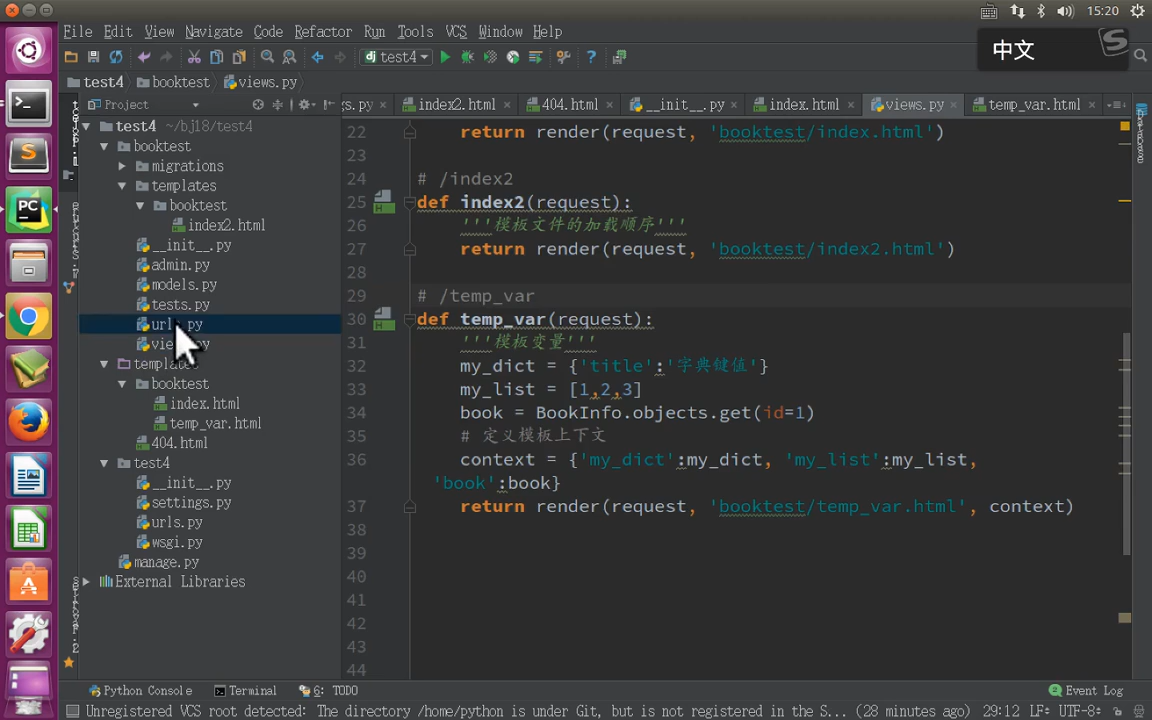 15:20
File Edit View Navigate Code Refactor Run Tools VCS Window Help
中文
test4
test4 booktest views.py
Project
gs.py index2.html 404.html __init__.py index.html views.py temp_var.html
test4 ~/bj18/test4
booktest
migrations
templates
booktest
index2.html
__init__.py
admin.py
models.py
tests.py
templates
booktest
index.html
temp_var.html
404.html
test4
__init__.py
settings.py
urls.py
wsgi.py
manage.py
External Libraries
22 return render(request, 'booktest/index.html')
23
24 # /index2
25 def index2(request):
26 '''模板文件的加载顺序'''
27 return render(request, 'booktest/index2.html')
28
29 # /temp_var
30 def temp_var(request):
31 '''模板变量'''
32 my_dict = {'title':'字典键值'}
33 my_list = [1,2,3]
34 book = BookInfo.objects.get(id=1)
35 # 定义模板上下文
36 context = {'my_dict':my_dict, 'my_list':my_list,
'book':book}
37 return render(request, 'booktest/temp_var.html', context)
38
39
40
41
42
43
44
Python Console Terminal 6: TODO 2 Event Log
Unregistered VCS root detected: The directory /home/python is under Git, but is not registered in the S... (28 minutes ago) 29:12 LF UTF-8